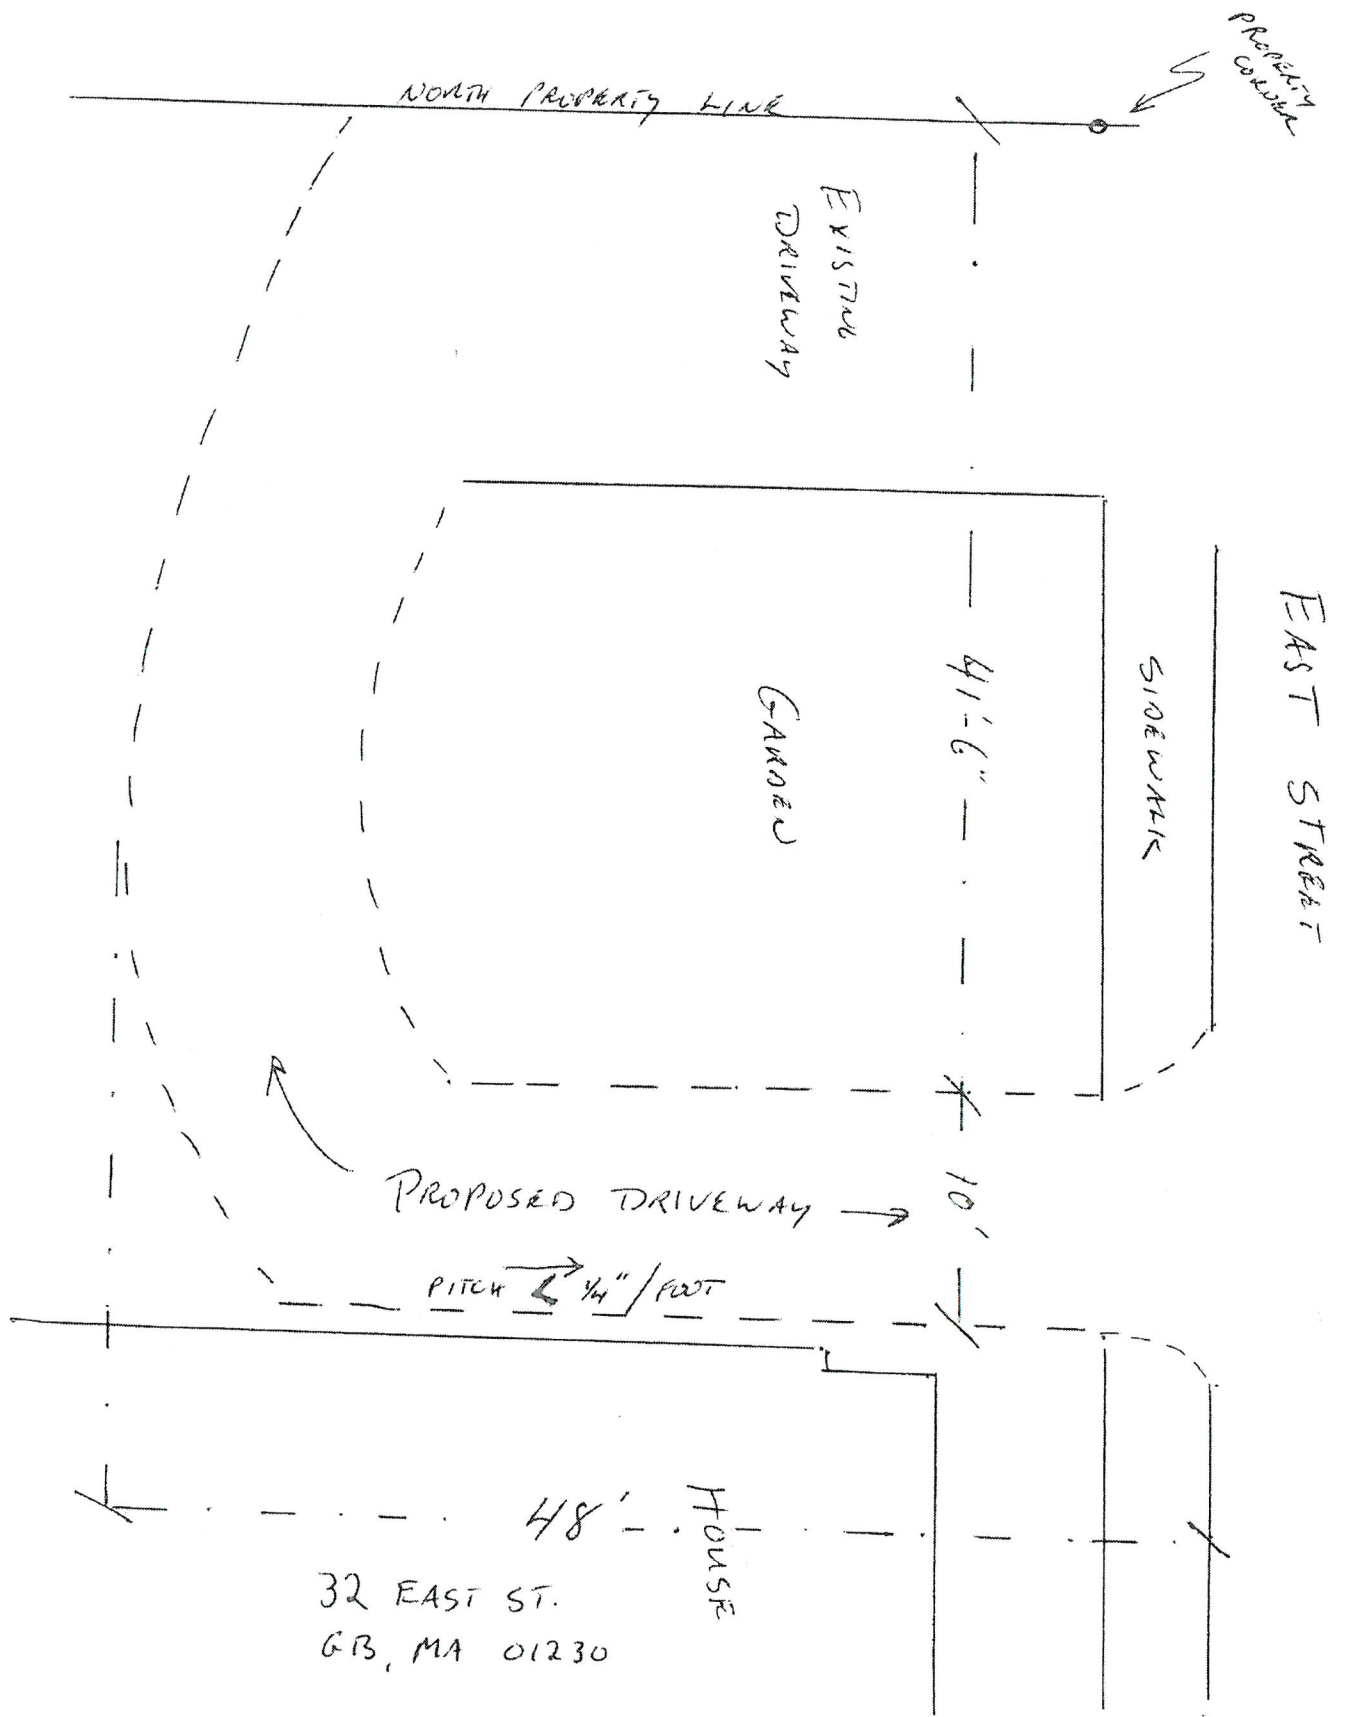 PROPERTY
CORNER
NORTH PROPERTY LINE
EXISTING
DRIVEWAY
EAST STREET
SIDEWALK
41'-6"
GARDEN
10'
PROPOSED DRIVEWAY
PITCH < 1/4"/FOOT
48'
HOUSE
32 EAST ST.
GB, MA 01230